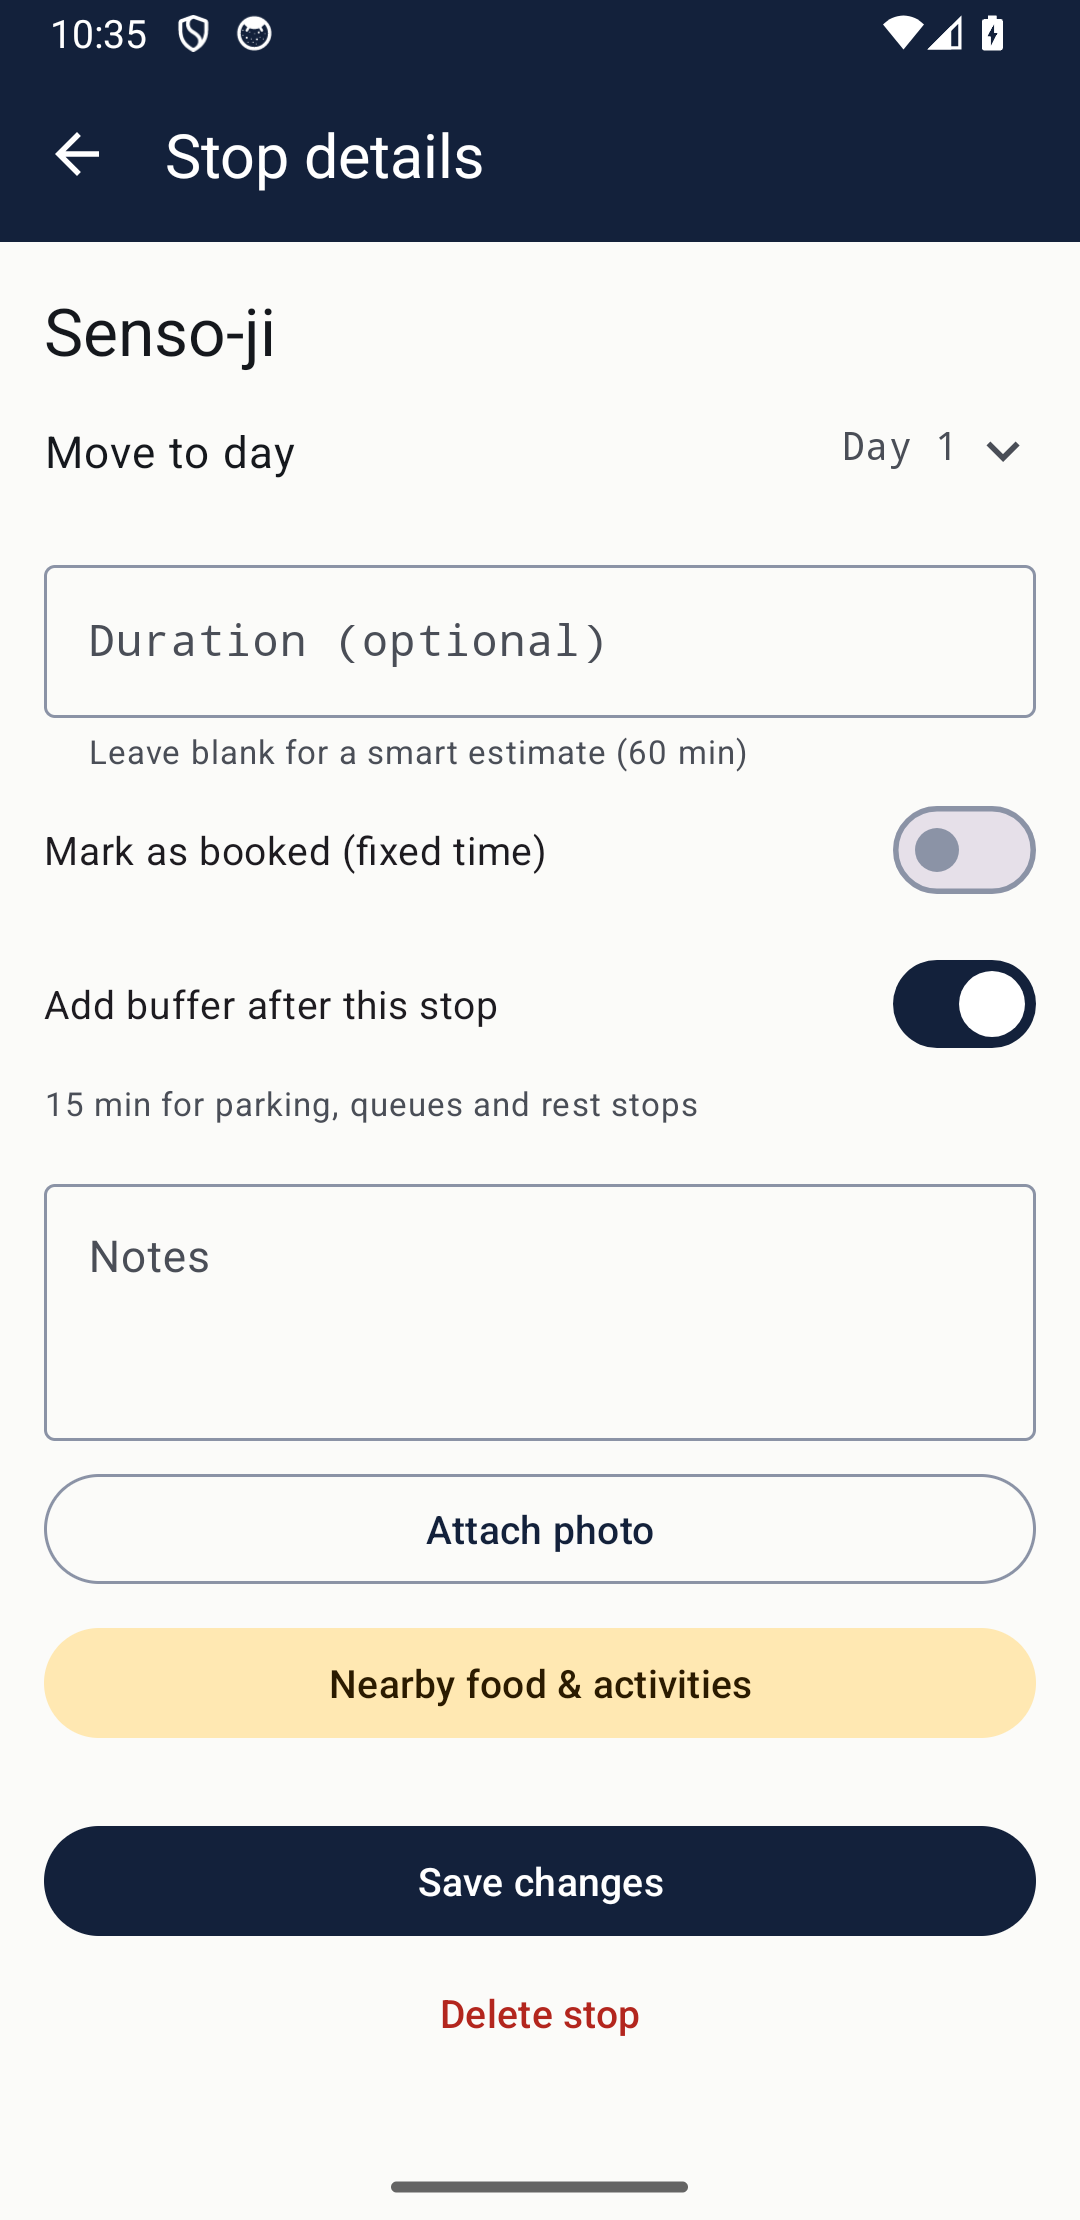 10:35
Stop details
Senso-ji
Move to day
Day 1
Duration (optional)
Leave blank for a smart estimate (60 min)
Mark as booked (fixed time)
Add buffer after this stop
15 min for parking, queues and rest stops
Notes
Attach photo
Nearby food & activities
Save changes
Delete stop